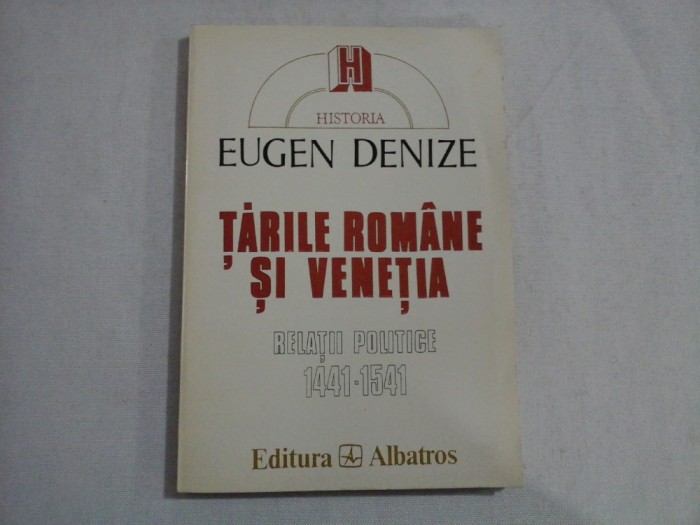 H
HISTORIA
EUGEN DENIZE
ȚĂRILE ROMÂNE
ȘI VENEȚIA
RELAȚII POLITICE
1441-1541
Editura A Albatros